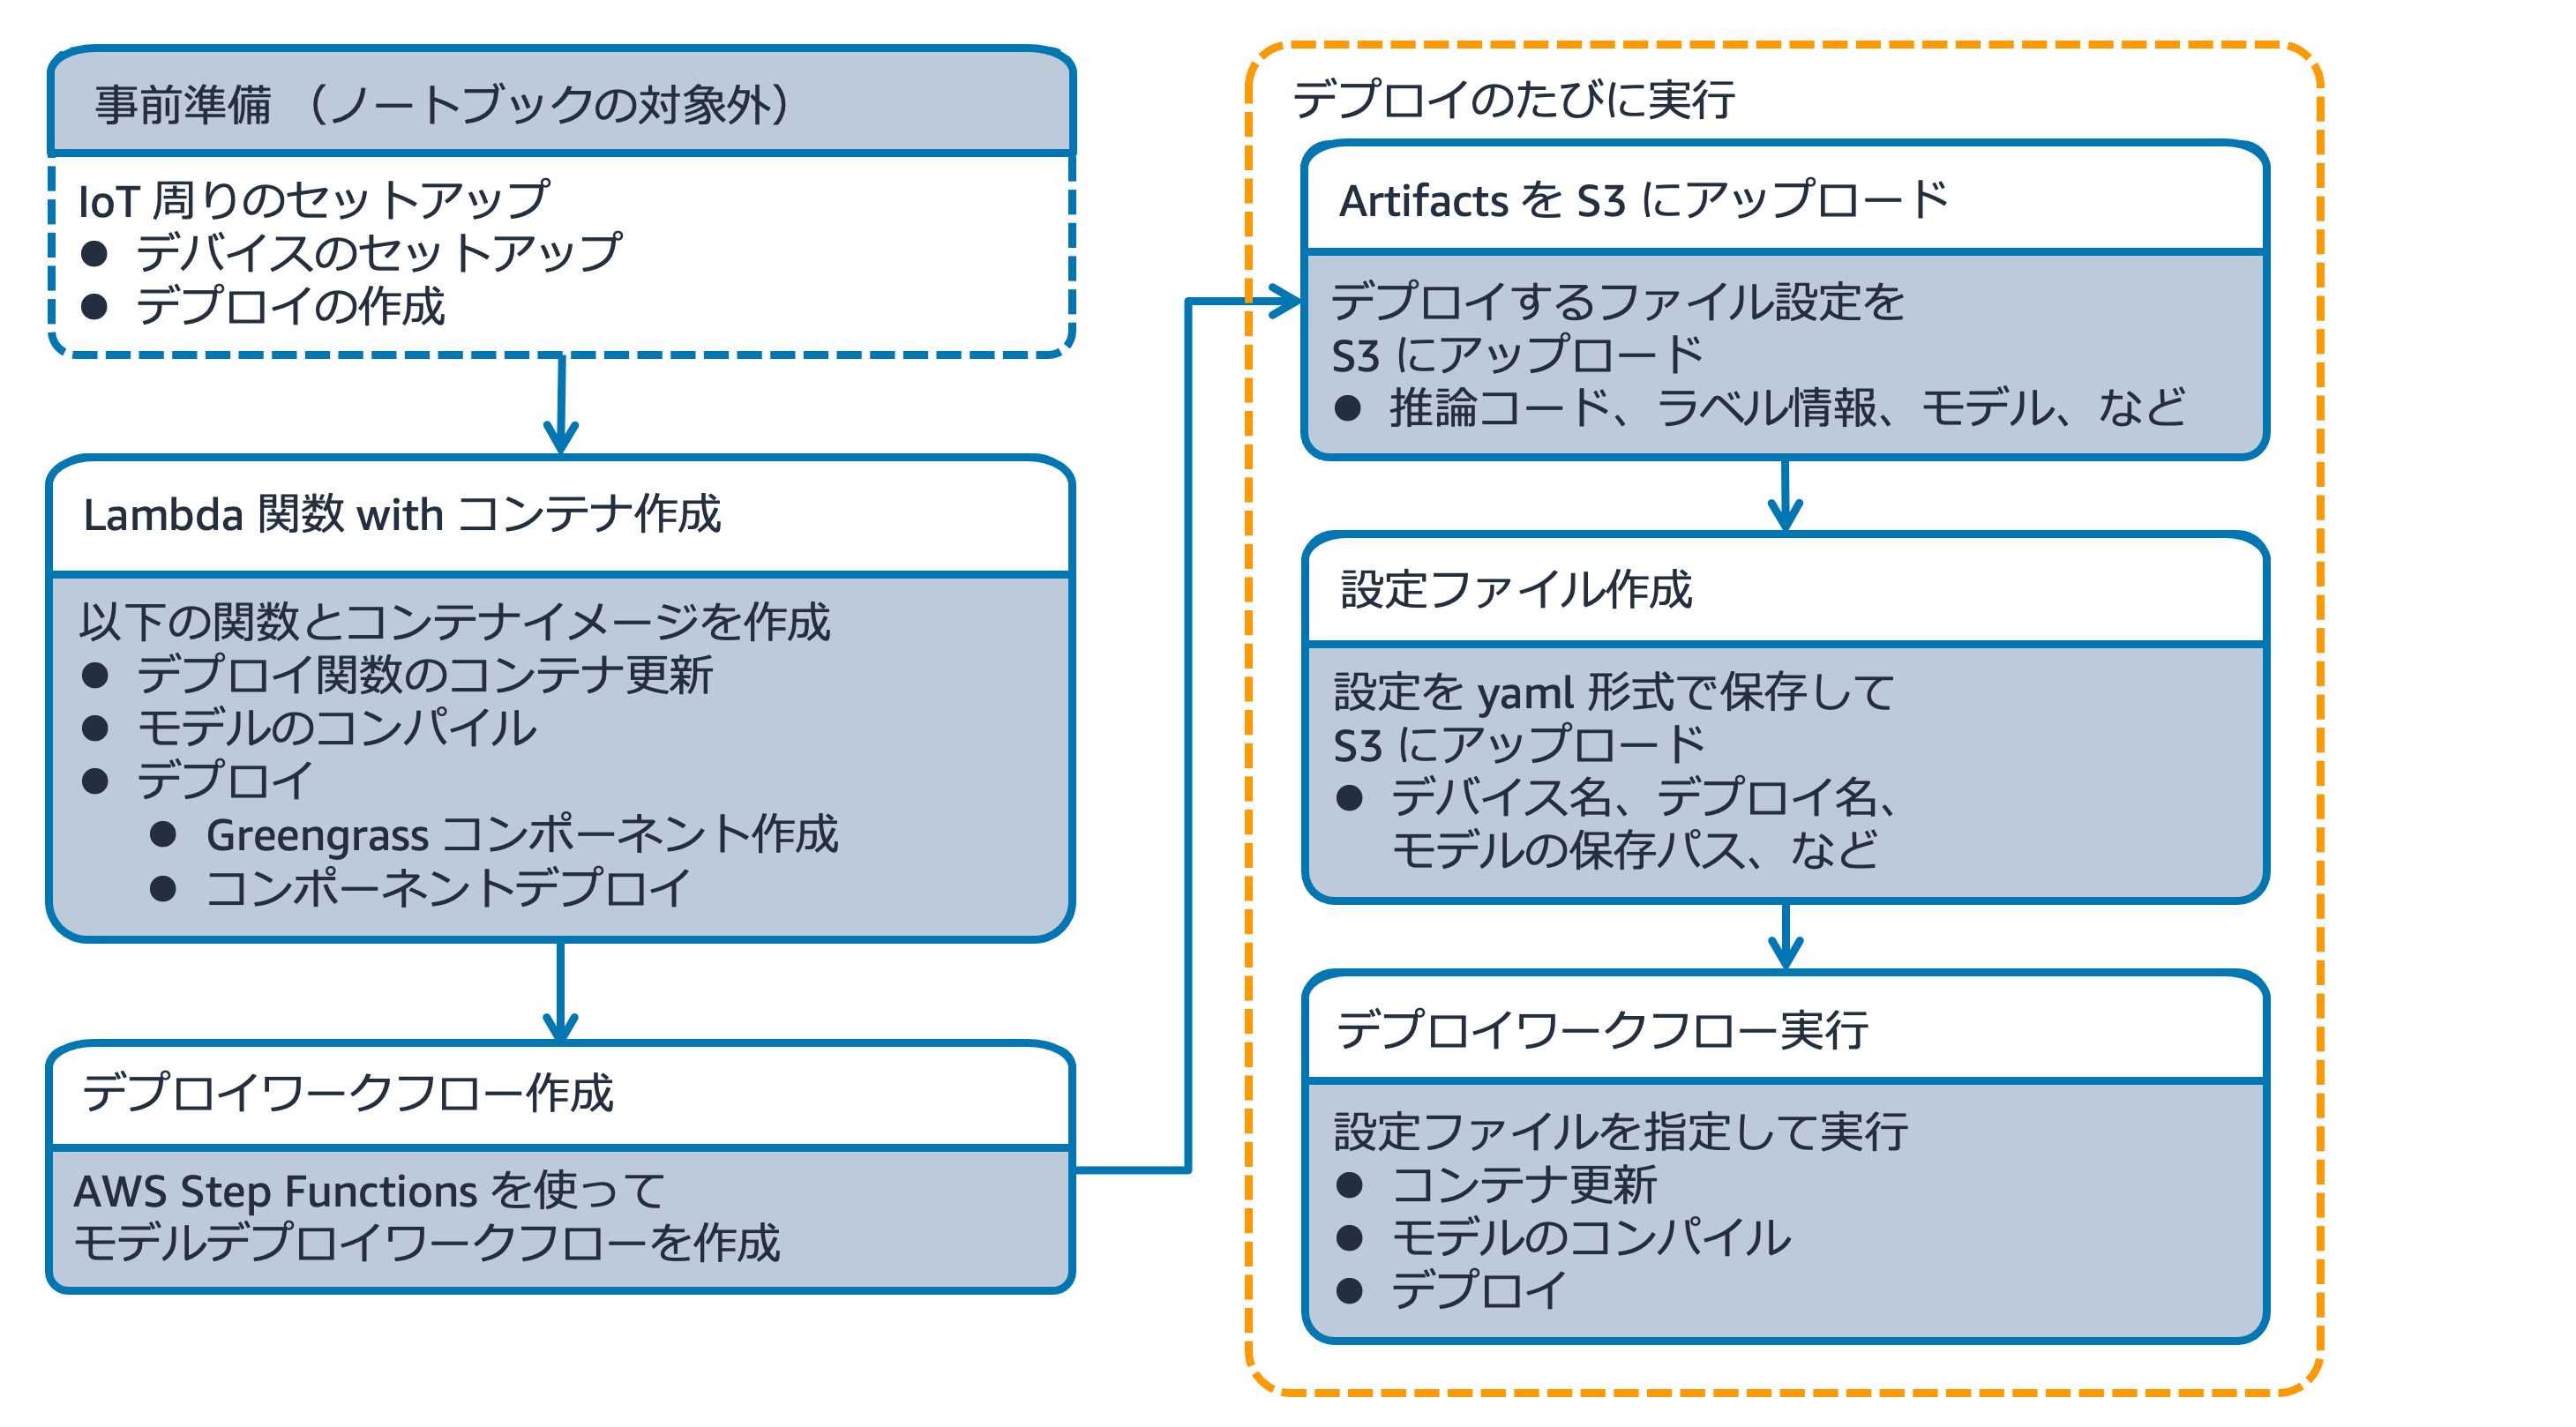 事前準備 （ノートブックの対象外）
IoT 周りのセットアップ
● デバイスのセットアップ
● デプロイの作成
Lambda 関数 with コンテナ作成
以下の関数とコンテナイメージを作成
● デプロイ関数のコンテナ更新
● モデルのコンパイル
● デプロイ
● Greengrass コンポーネント作成
● コンポーネントデプロイ
デプロイワークフロー作成
AWS Step Functions を使って
モデルデプロイワークフローを作成
デプロイのたびに実行
Artifacts を S3 にアップロード
デプロイするファイル設定を
S3 にアップロード
● 推論コード、ラベル情報、モデル、など
設定ファイル作成
設定を yaml 形式で保存して
S3 にアップロード
● デバイス名、デプロイ名、
モデルの保存パス、など
デプロイワークフロー実行
設定ファイルを指定して実行
● コンテナ更新
● モデルのコンパイル
● デプロイ